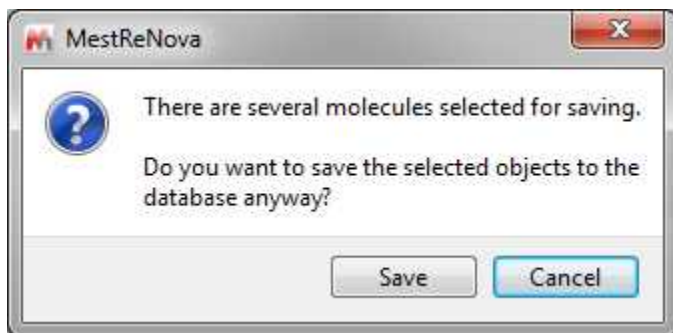 MestReNova
There are several molecules selected for saving.
Do you want to save the selected objects to the
database anyway?
Save
Cancel